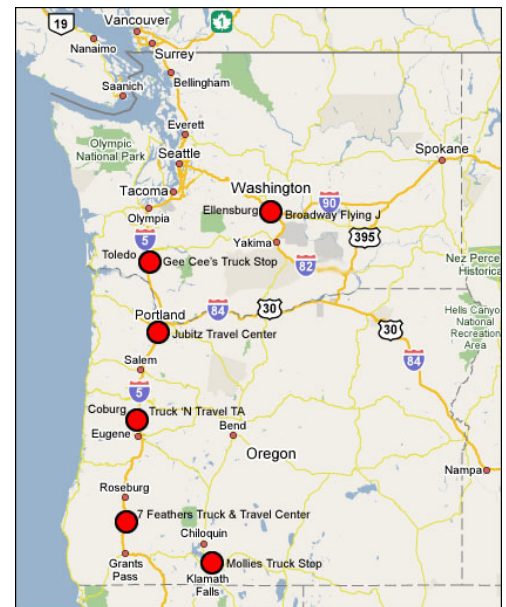 19
1
Vancouver
Nanaimo
Surrey
Saanich
Bellingham
Everett
Olympic
National Park
Seattle
Spokane
Tacoma
Washington
90
Olympia
Ellensburg
Broadway Flying J
5
395
Yakima
Toledo
Gee Cee's Truck Stop
82
Nez Perce
Historica
Portland
84
30
Hells Canyo
National
Recreation
Area
Jubitz Travel Center
30
Salem
84
5
Coburg
Truck 'N Travel TA
Eugene
Bend
Oregon
Nampa
Roseburg
7 Feathers Truck & Travel Center
Chiloquin
Grants
Pass
Mollies Truck Stop
Klamath
Falls